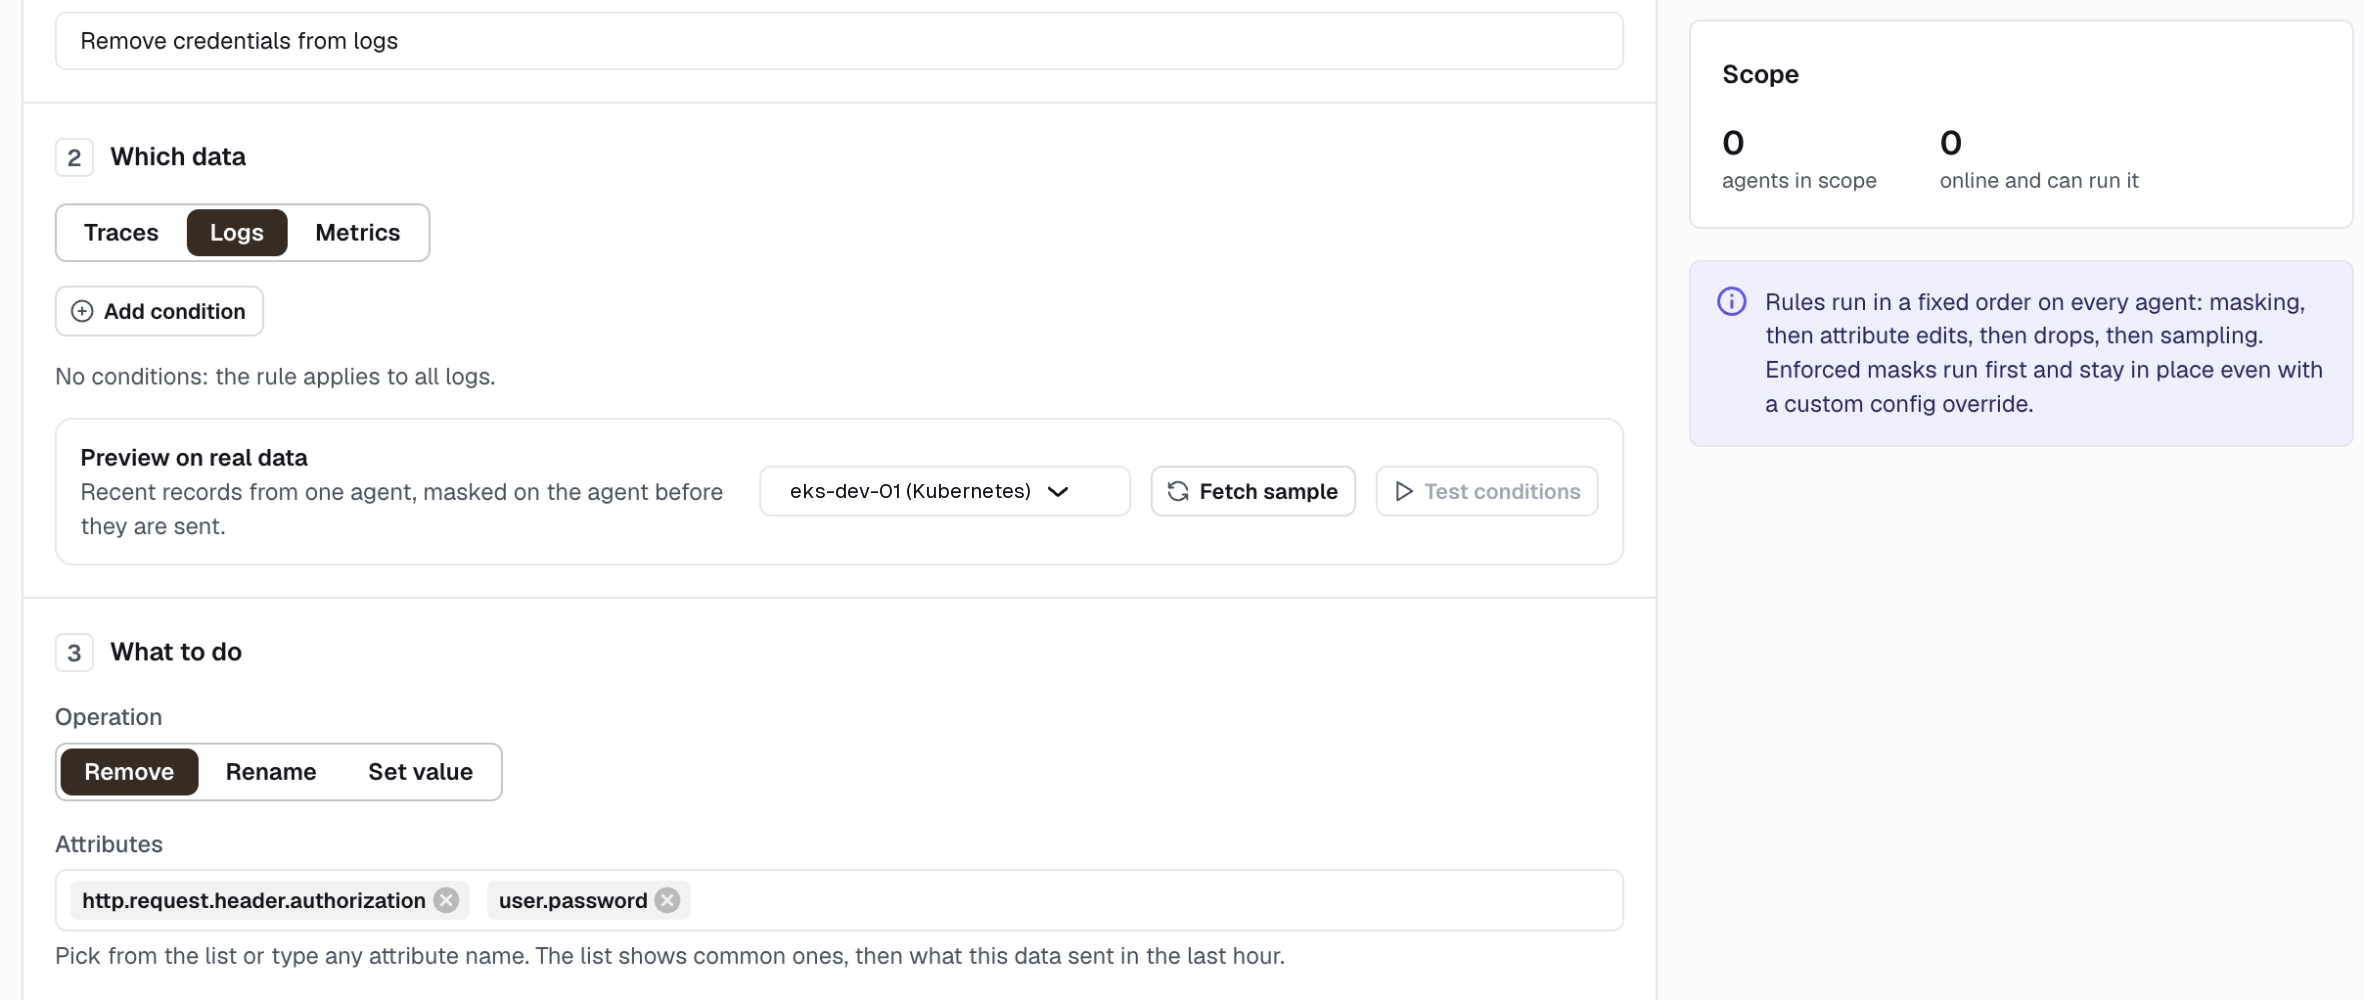 Remove credentials from logs
2 Which data
Traces Logs Metrics
Add condition
No conditions: the rule applies to all logs.
Preview on real data
Recent records from one agent, masked on the agent before
they are sent.
eks-dev-01 (Kubernetes)
Fetch sample
Test conditions
3 What to do
Operation
Remove Rename Set value
Attributes
http.request.header.authorization user.password
Pick from the list or type any attribute name. The list shows common ones, then what this data sent in the last hour.
Scope
0 0
agents in scope online and can run it
Rules run in a fixed order on every agent: masking,
then attribute edits, then drops, then sampling.
Enforced masks run first and stay in place even with
a custom config override.